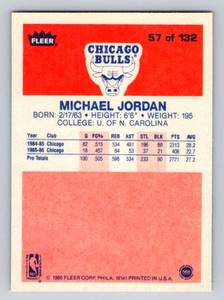 FLEER
57 of 132
CHICAGO
BULLS
MICHAEL JORDAN
BORN: 2/17/63 • HEIGHT: 6'6" • WEIGHT: 195
COLLEGE: U. OF N. CAROLINA
Yr. Club G FG% REB AST STL BLK PTS AVG
1984-85 Chicago 82 .515 534 481 196 69 2313 28.2
1985-86 Chicago 18 .457 64 53 37 21 408 22.7
Pro Totals 100 .505 598 534 233 90 2721 27.2
© 1986 FLEER CORP. PHILA. 19141 PRINTED IN U.S.A.
NBA